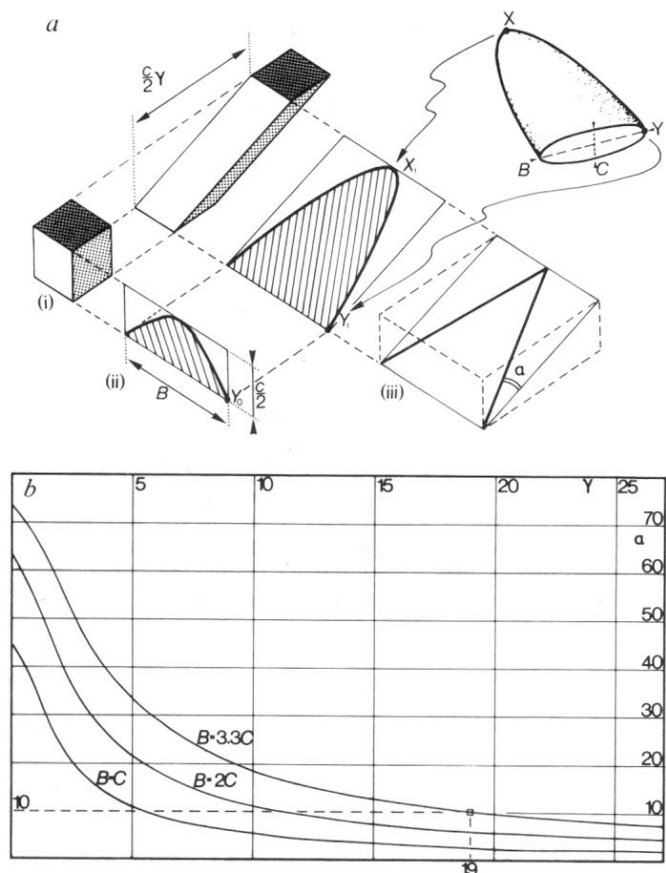 a
X
c/2 Y
Y
B
C
X₁
(i)
Y₁
(ii)
B
Y₀
c/2
(iii)
a
b
5
10
15
20
Y
25
70
a
60
50
40
30
B=3.3C
20
B=C
B=2C
10
10
19